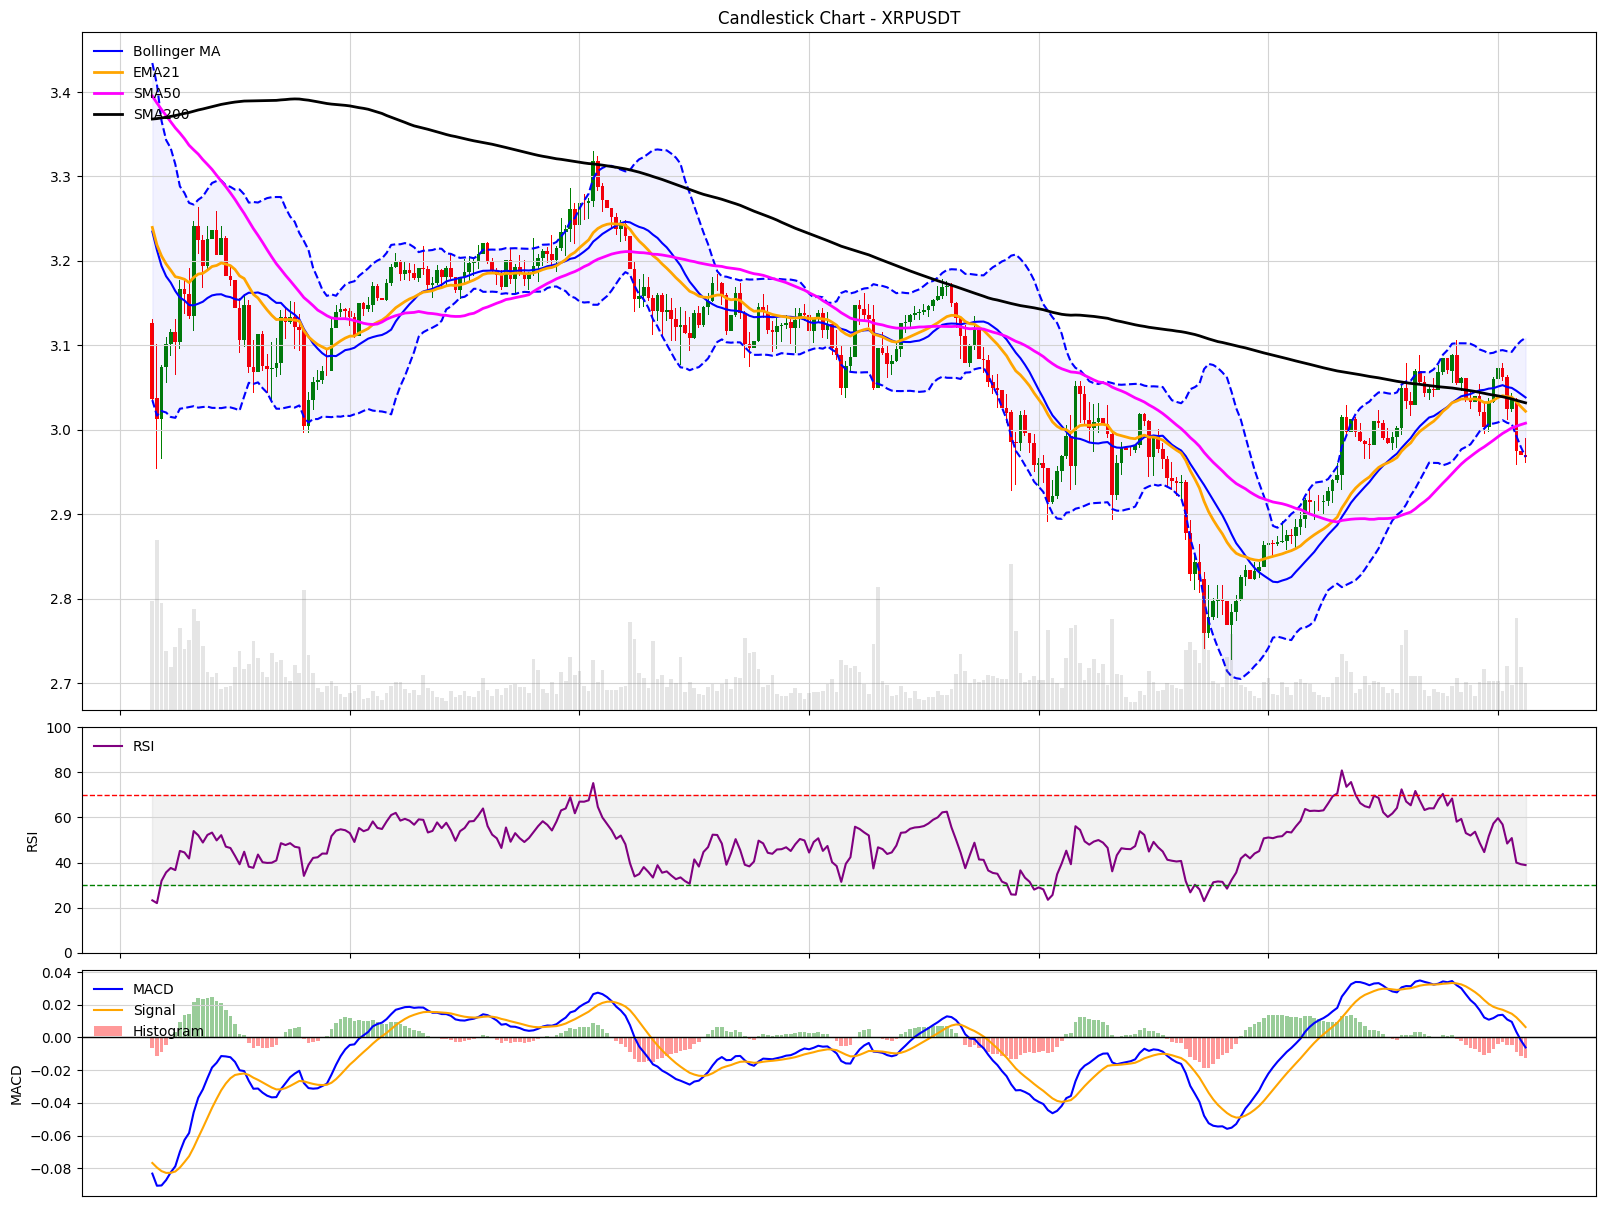 Candlestick Chart - XRPUSDT
Bollinger MA
EMA21
SMA50
SMA200
3.4
3.3
3.2
3.1
3.0
2.9
2.8
2.7
RSI
100
80
60
40
20
0
RSI
MACD
Signal
Histogram
0.04
0.02
0.00
−0.02
−0.04
−0.06
−0.08
MACD